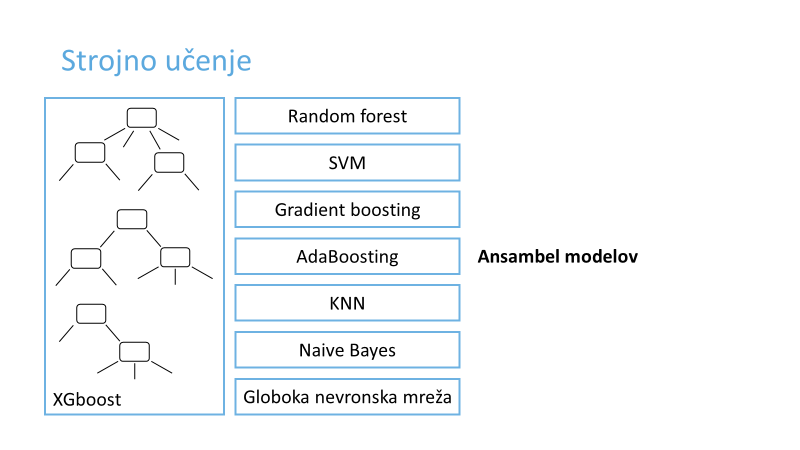 Strojno učenje
XGboost
Random forest
SVM
Gradient boosting
AdaBoosting
KNN
Naive Bayes
Globoka nevronska mreža
Ansambel modelov